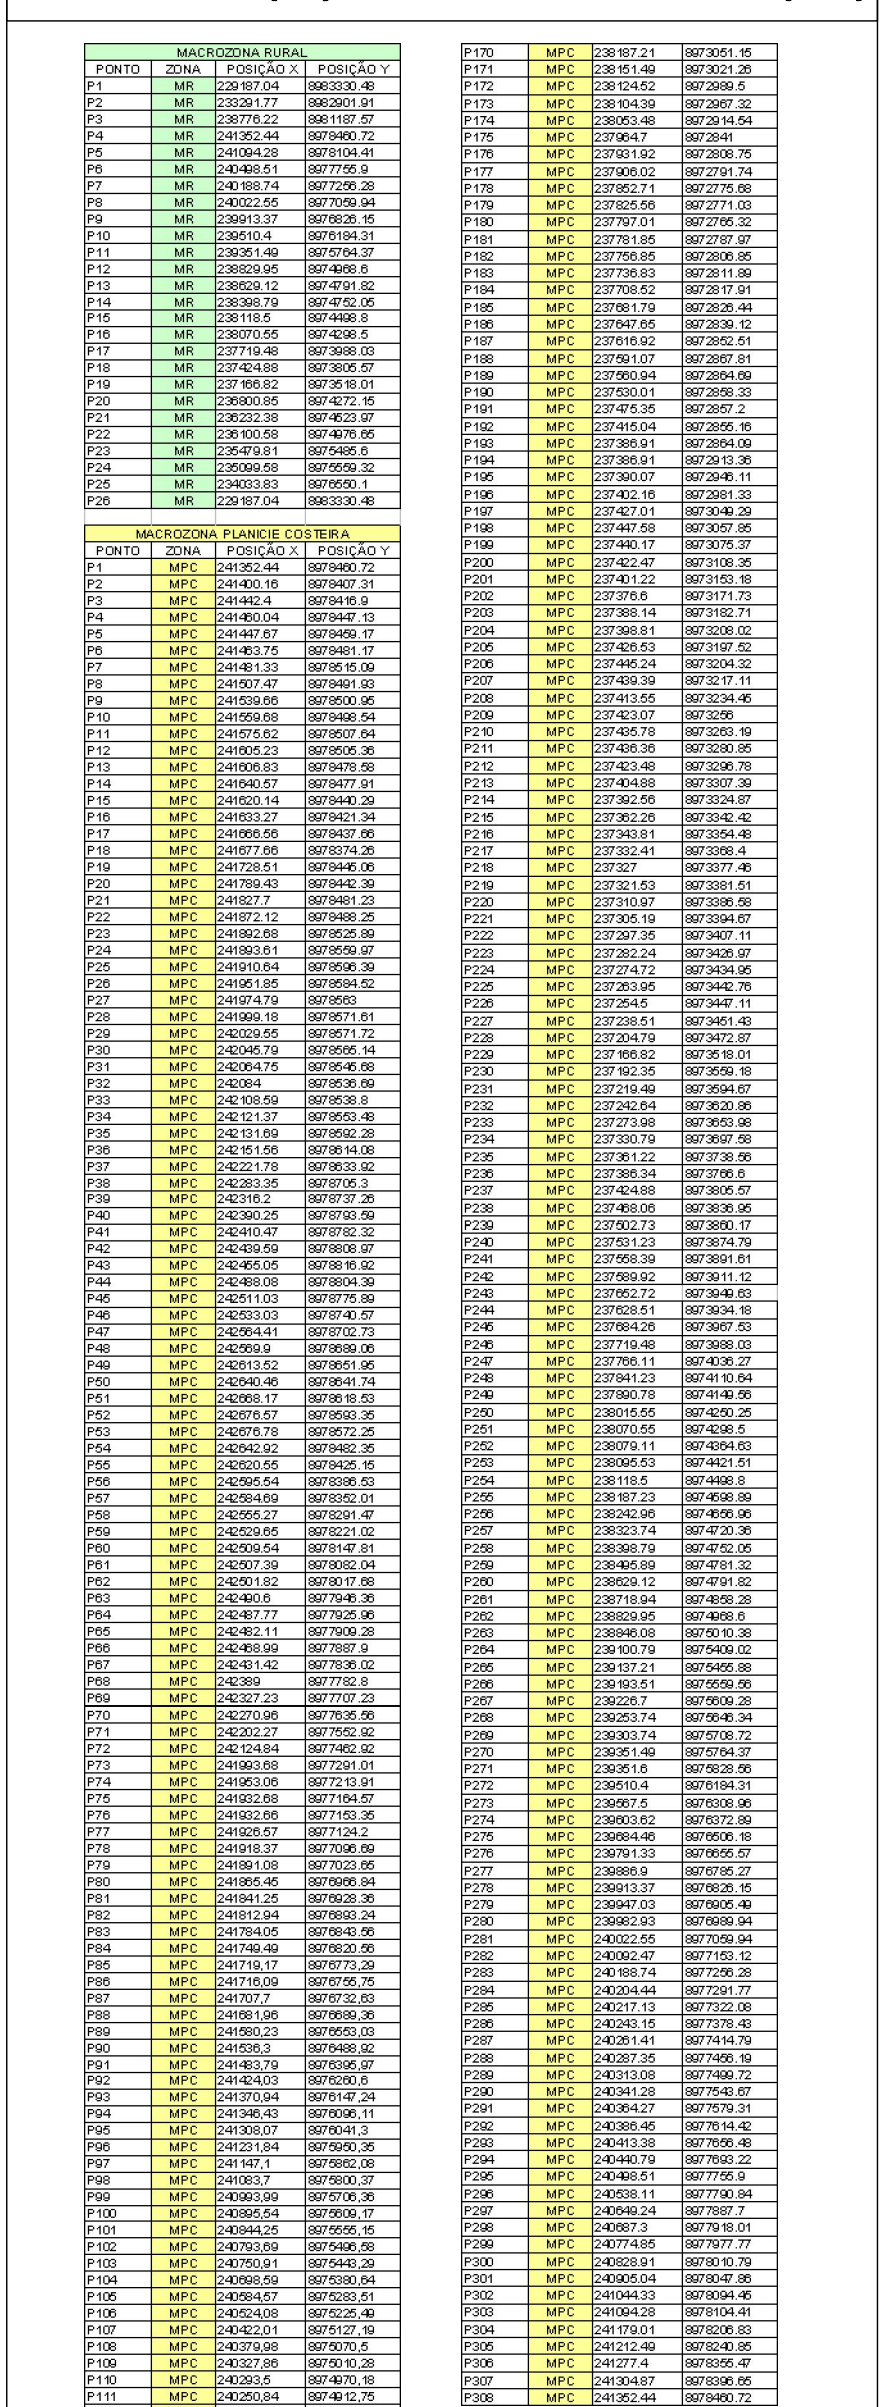 MACROZONA RURAL
PONTO ZONA POSIÇÃO X POSIÇÃO Y
P1 MR 229187.04 8983330.48
P2 MR 233291.77 8982901.91
P3 MR 238776.22 8981187.57
P4 MR 241352.44 8978460.72
P5 MR 241094.28 8978104.41
P6 MR 240498.51 8977755.9
P7 MR 240188.74 8977256.28
P8 MR 240022.55 8977059.94
P9 MR 239913.37 8976826.15
P10 MR 239510.4 8976184.31
P11 MR 239351.49 8975764.37
P12 MR 238829.95 8974968.6
P13 MR 238629.12 8974791.82
P14 MR 238398.79 8974752.05
P15 MR 238118.5 8974498.8
P16 MR 238070.55 8974298.5
P17 MR 237719.48 8973988.03
P18 MR 237424.88 8973805.57
P19 MR 237166.82 8973518.01
P20 MR 236800.85 8974272.15
P21 MR 236232.38 8974523.97
P22 MR 236100.58 8974976.65
P23 MR 235479.81 8975485.6
P24 MR 235099.58 8975559.32
P25 MR 234033.83 8976550.1
P26 MR 229187.04 8983330.48
MACROZONA PLANICIE COSTEIRA
PONTO ZONA POSIÇÃO X POSIÇÃO Y
P1 MPC 241352.44 8978460.72
P2 MPC 241400.16 8978407.31
P3 MPC 241442.4 8978416.9
P4 MPC 241460.04 8978447.13
P5 MPC 241447.67 8978459.17
P6 MPC 241463.75 8978481.17
P7 MPC 241481.33 8978515.09
P8 MPC 241507.47 8978491.93
P9 MPC 241539.66 8978500.95
P10 MPC 241559.68 8978498.54
P11 MPC 241575.62 8978507.64
P12 MPC 241605.23 8978505.36
P13 MPC 241606.83 8978478.58
P14 MPC 241640.57 8978477.91
P15 MPC 241620.14 8978440.29
P16 MPC 241633.27 8978421.34
P17 MPC 241666.56 8978437.66
P18 MPC 241677.66 8978374.26
P19 MPC 241728.51 8978445.06
P20 MPC 241789.43 8978442.39
P21 MPC 241827.7 8978481.23
P22 MPC 241872.12 8978488.25
P23 MPC 241892.68 8978525.89
P24 MPC 241893.61 8978559.97
P25 MPC 241910.64 8978596.39
P26 MPC 241951.85 8978584.52
P27 MPC 241974.79 8978563
P28 MPC 241999.18 8978571.61
P29 MPC 242029.55 8978571.72
P30 MPC 242045.79 8978565.14
P31 MPC 242064.75 8978545.68
P32 MPC 242084 8978536.69
P33 MPC 242108.59 8978538.8
P34 MPC 242121.37 8978553.48
P35 MPC 242131.69 8978592.28
P36 MPC 242151.56 8978614.08
P37 MPC 242221.78 8978633.92
P38 MPC 242283.35 8978705.3
P39 MPC 242316.2 8978737.26
P40 MPC 242390.25 8978793.59
P41 MPC 242410.47 8978782.32
P42 MPC 242439.59 8978808.97
P43 MPC 242455.05 8978816.92
P44 MPC 242488.08 8978804.39
P45 MPC 242511.03 8978775.89
P46 MPC 242533.03 8978740.57
P47 MPC 242564.41 8978702.73
P48 MPC 242569.9 8978689.06
P49 MPC 242613.52 8978651.95
P50 MPC 242640.46 8978641.74
P51 MPC 242668.17 8978618.53
P52 MPC 242676.57 8978593.35
P53 MPC 242676.78 8978572.25
P54 MPC 242642.92 8978482.35
P55 MPC 242620.55 8978425.15
P56 MPC 242595.54 8978386.53
P57 MPC 242584.69 8978352.01
P58 MPC 242555.27 8978291.47
P59 MPC 242529.65 8978221.02
P60 MPC 242509.54 8978147.81
P61 MPC 242507.39 8978082.04
P62 MPC 242501.82 8978017.68
P63 MPC 242490.6 8977946.36
P64 MPC 242487.77 8977925.96
P65 MPC 242482.11 8977909.28
P66 MPC 242468.99 8977887.9
P67 MPC 242431.42 8977836.02
P68 MPC 242389 8977782.8
P69 MPC 242327.23 8977707.23
P70 MPC 242270.96 8977635.56
P71 MPC 242202.27 8977552.92
P72 MPC 242124.84 8977462.92
P73 MPC 241993.68 8977291.01
P74 MPC 241953.06 8977213.91
P75 MPC 241932.68 8977164.57
P76 MPC 241932.66 8977153.35
P77 MPC 241926.57 8977124.2
P78 MPC 241918.37 8977096.69
P79 MPC 241891.08 8977023.65
P80 MPC 241865.45 8976966.84
P81 MPC 241841.25 8976928.36
P82 MPC 241812.94 8976893.24
P83 MPC 241784.05 8976843.56
P84 MPC 241749.49 8976820.56
P85 MPC 241719,17 8976773,29
P86 MPC 241716,09 8976755,75
P87 MPC 241707,7 8976732,63
P88 MPC 241681,96 8976689,36
P89 MPC 241580,23 8976553,03
P90 MPC 241536,3 8976488,92
P91 MPC 241483,79 8976395,97
P92 MPC 241424,03 8976260,6
P93 MPC 241370,94 8976147,24
P94 MPC 241346,43 8976096,11
P95 MPC 241308,07 8976041,3
P96 MPC 241231,84 8975950,35
P97 MPC 241147,1 8975862,08
P98 MPC 241083,7 8975800,37
P99 MPC 240993,99 8975706,36
P100 MPC 240895,54 8975609,17
P101 MPC 240844,25 8975555,15
P102 MPC 240793,69 8975496,58
P103 MPC 240750,91 8975443,29
P104 MPC 240698,59 8975380,64
P105 MPC 240584,57 8975283,51
P106 MPC 240524,08 8975225,49
P107 MPC 240422,01 8975127,19
P108 MPC 240379,98 8975070,5
P109 MPC 240327,86 8975010,28
P110 MPC 240293,5 8974970,18
P111 MPC 240250,84 8974912,75
P170 MPC 238187.21 8973051.15
P171 MPC 238151.49 8973021.26
P172 MPC 238124.52 8972989.5
P173 MPC 238104.39 8972967.32
P174 MPC 238053.48 8972914.54
P175 MPC 237964.7 8972841
P176 MPC 237931.92 8972808.75
P177 MPC 237906.02 8972791.74
P178 MPC 237852.71 8972775.68
P179 MPC 237825.56 8972771.03
P180 MPC 237797.01 8972765.32
P181 MPC 237781.85 8972787.97
P182 MPC 237756.85 8972806.85
P183 MPC 237736.83 8972811.89
P184 MPC 237708.52 8972817.91
P185 MPC 237681.79 8972826.44
P186 MPC 237647.65 8972839.12
P187 MPC 237616.92 8972852.51
P188 MPC 237591.07 8972867.81
P189 MPC 237560.94 8972864.69
P190 MPC 237530.01 8972858.33
P191 MPC 237475.35 8972857.2
P192 MPC 237415.04 8972855.16
P193 MPC 237386.91 8972864.09
P194 MPC 237386.91 8972913.36
P195 MPC 237390.07 8972946.11
P196 MPC 237402.16 8972981.33
P197 MPC 237427.01 8973049.29
P198 MPC 237447.58 8973057.85
P199 MPC 237440.17 8973075.37
P200 MPC 237422.47 8973108.35
P201 MPC 237401.22 8973153.18
P202 MPC 237376.6 8973171.73
P203 MPC 237388.14 8973182.71
P204 MPC 237398.81 8973208.02
P205 MPC 237426.53 8973197.52
P206 MPC 237445.24 8973204.32
P207 MPC 237439.39 8973217.11
P208 MPC 237413.55 8973234.45
P209 MPC 237423.07 8973256
P210 MPC 237435.78 8973263.19
P211 MPC 237436.36 8973280.85
P212 MPC 237423.48 8973296.78
P213 MPC 237404.88 8973307.39
P214 MPC 237392.56 8973324.87
P215 MPC 237362.26 8973342.42
P216 MPC 237343.81 8973354.48
P217 MPC 237332.41 8973368.4
P218 MPC 237327 8973377.46
P219 MPC 237321.53 8973381.51
P220 MPC 237310.97 8973386.58
P221 MPC 237305.19 8973394.67
P222 MPC 237297.35 8973407.11
P223 MPC 237282.24 8973426.97
P224 MPC 237274.72 8973434.95
P225 MPC 237263.95 8973442.76
P226 MPC 237254.5 8973447.11
P227 MPC 237238.51 8973451.43
P228 MPC 237204.79 8973472.87
P229 MPC 237166.82 8973518.01
P230 MPC 237192.35 8973559.18
P231 MPC 237219.49 8973594.67
P232 MPC 237242.64 8973620.86
P233 MPC 237273.98 8973653.98
P234 MPC 237330.79 8973697.58
P235 MPC 237361.22 8973738.56
P236 MPC 237386.34 8973766.6
P237 MPC 237424.88 8973805.57
P238 MPC 237468.06 8973836.95
P239 MPC 237502.73 8973860.17
P240 MPC 237531.23 8973874.79
P241 MPC 237558.39 8973891.61
P242 MPC 237589.92 8973911.12
P243 MPC 237652.72 8973949.63
P244 MPC 237628.51 8973934.18
P245 MPC 237684.26 8973967.53
P246 MPC 237719.48 8973988.03
P247 MPC 237766.11 8974036.27
P248 MPC 237841.23 8974110.64
P249 MPC 237890.78 8974149.56
P250 MPC 238015.55 8974250.25
P251 MPC 238070.55 8974298.5
P252 MPC 238079.11 8974364.63
P253 MPC 238095.53 8974421.51
P254 MPC 238118.5 8974498.8
P255 MPC 238187.23 8974598.89
P256 MPC 238242.96 8974656.96
P257 MPC 238323.74 8974720.36
P258 MPC 238398.79 8974752.05
P259 MPC 238495.89 8974781.32
P260 MPC 238629.12 8974791.82
P261 MPC 238718.94 8974858.28
P262 MPC 238829.95 8974968.6
P263 MPC 238846.08 8975010.38
P264 MPC 239100.79 8975409.02
P265 MPC 239137.21 8975455.88
P266 MPC 239193.51 8975559.56
P267 MPC 239226.7 8975609.28
P268 MPC 239253.74 8975646.34
P269 MPC 239303.74 8975708.72
P270 MPC 239351.49 8975764.37
P271 MPC 239351.6 8975828.56
P272 MPC 239510.4 8976184.31
P273 MPC 239567.5 8976308.96
P274 MPC 239603.62 8976372.89
P275 MPC 239684.46 8976506.18
P276 MPC 239791.33 8976655.57
P277 MPC 239886.9 8976785.27
P278 MPC 239913.37 8976826.15
P279 MPC 239947.03 8976905.49
P280 MPC 239982.93 8976989.94
P281 MPC 240022.55 8977059.94
P282 MPC 240092.47 8977153.12
P283 MPC 240188.74 8977256.28
P284 MPC 240204.44 8977291.77
P285 MPC 240217.13 8977322.08
P286 MPC 240243.15 8977378.43
P287 MPC 240261.41 8977414.79
P288 MPC 240287.35 8977456.19
P289 MPC 240313.08 8977499.72
P290 MPC 240341.28 8977543.67
P291 MPC 240364.27 8977579.31
P292 MPC 240386.45 8977614.42
P293 MPC 240413.38 8977656.48
P294 MPC 240440.79 8977693.22
P295 MPC 240498.51 8977755.9
P296 MPC 240538.11 8977790.84
P297 MPC 240649.24 8977887.7
P298 MPC 240687.3 8977918.01
P299 MPC 240774.85 8977977.77
P300 MPC 240828.91 8978010.79
P301 MPC 240905.04 8978047.86
P302 MPC 241044.33 8978094.45
P303 MPC 241094.28 8978104.41
P304 MPC 241179.01 8978206.83
P305 MPC 241212.49 8978240.85
P306 MPC 241277.4 8978355.47
P307 MPC 241304.87 8978396.65
P308 MPC 241352.44 8978460.72